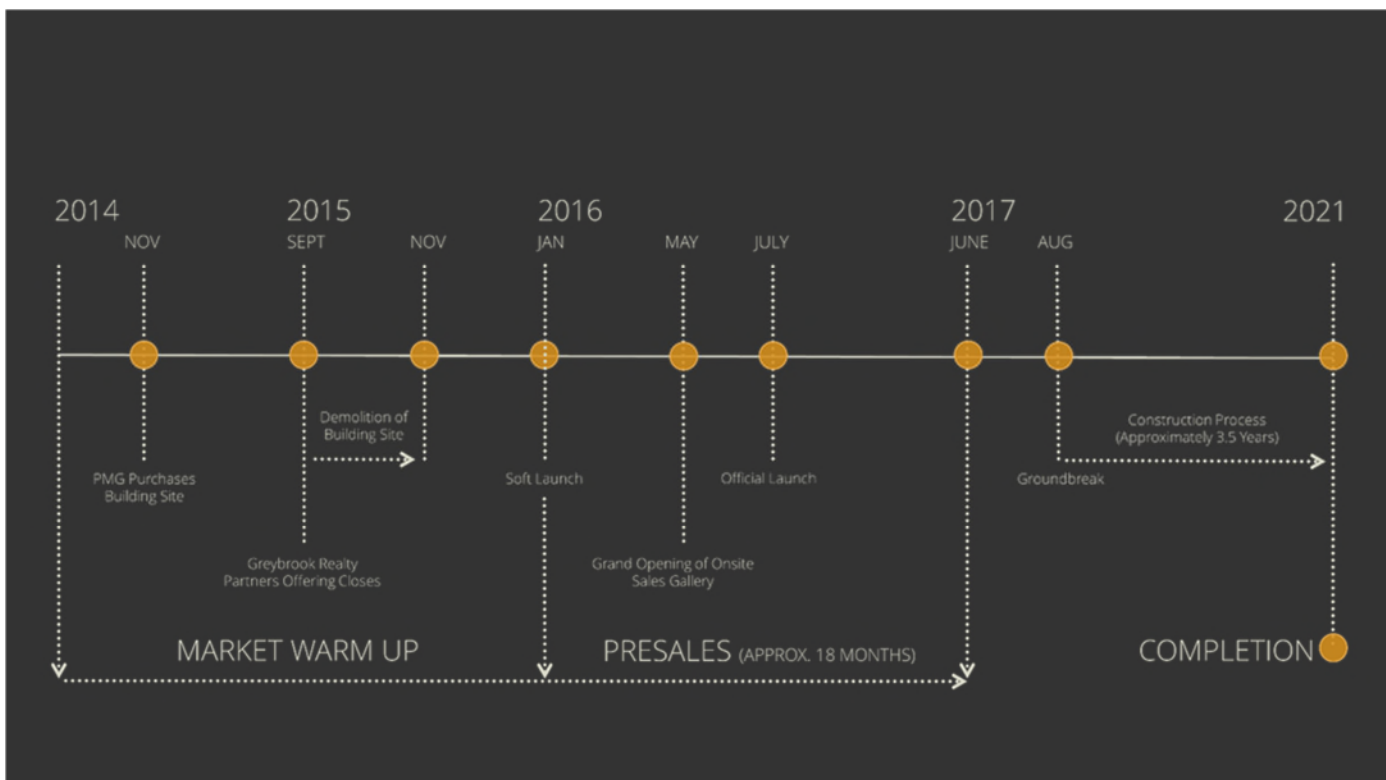 2014
2015
2016
2017
2021
NOV
SEPT
NOV
JAN
MAY
JULY
JUNE
AUG
Demolition of
Building Site
Construction Process
(Approximately 3.5 Years)
PMG Purchases
Building Site
Soft Launch
Official Launch
Groundbreak
Greybrook Realty
Partners Offering Closes
Grand Opening of Onsite
Sales Gallery
MARKET WARM UP
PRESALES (APPROX. 18 MONTHS)
COMPLETION